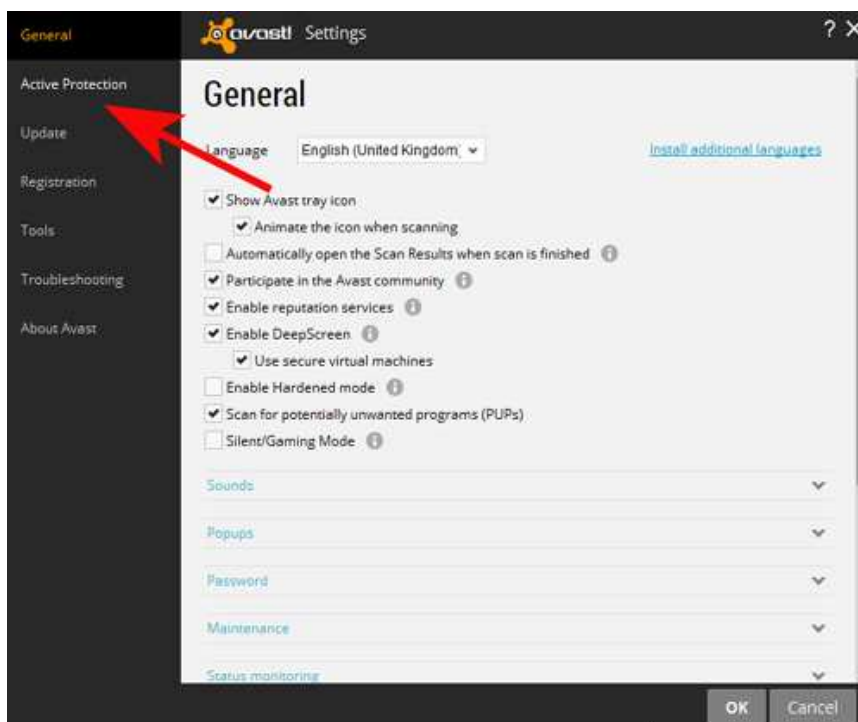 General
avast! Settings
?
Active Protection
Update
Registration
Tools
Troubleshooting
About Avast
General
Language English (United Kingdom) Install additional languages
Show Avast tray icon
Animate the icon when scanning
Automatically open the Scan Results when scan is finished
Participate in the Avast community
Enable reputation services
Enable DeepScreen
Use secure virtual machines
Enable Hardened mode
Scan for potentially unwanted programs (PUPs)
Silent/Gaming Mode
Sounds
Popups
Password
Maintenance
Status monitoring
OK Cancel